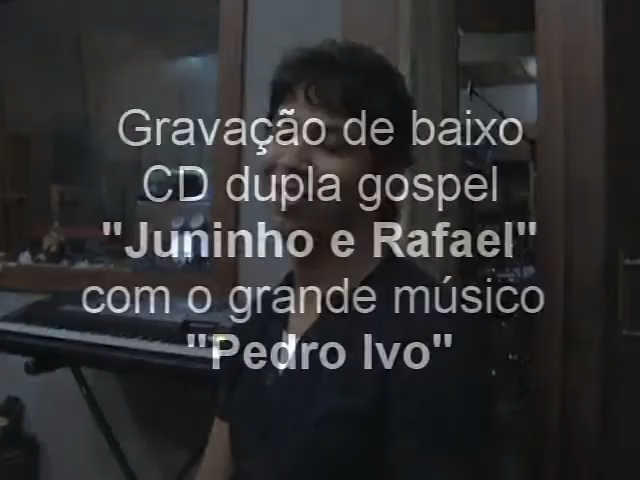 Gravação de baixo
CD dupla gospel
"Juninho e Rafael"
com o grande músico
"Pedro Ivo"